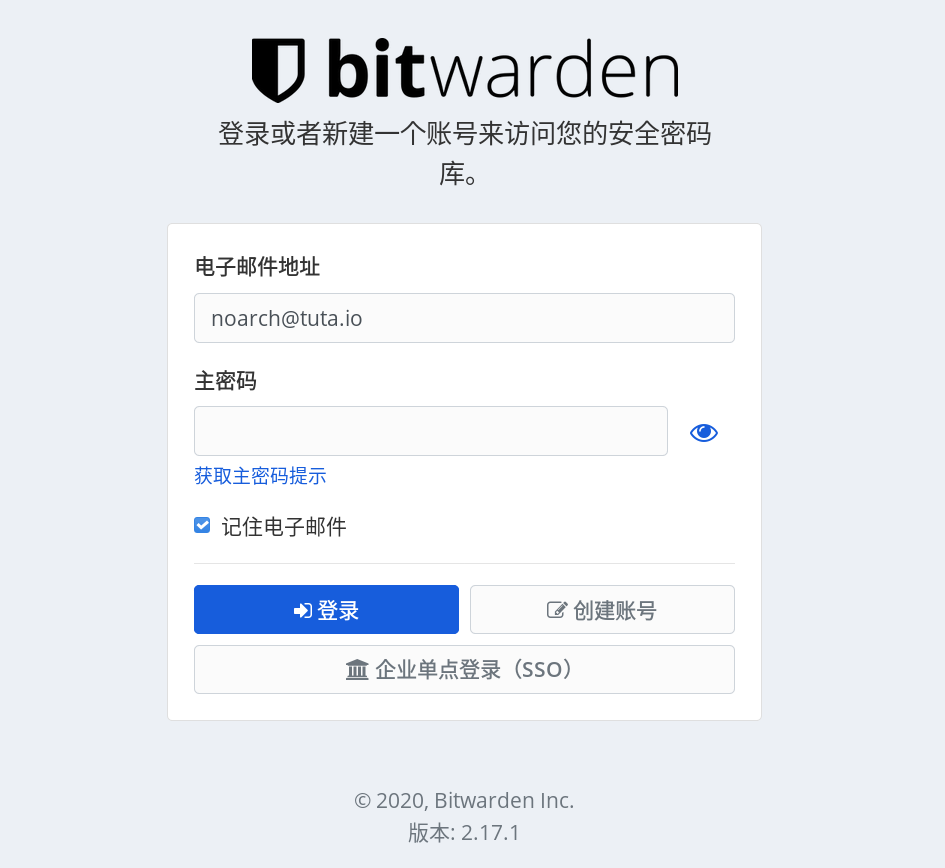 bitwarden
登录或者新建一个账号来访问您的安全密码
库。
电子邮件地址
noarch@tuta.io
主密码
获取主密码提示
记住电子邮件
登录
创建账号
企业单点登录（SSO）
© 2020, Bitwarden Inc.
版本: 2.17.1